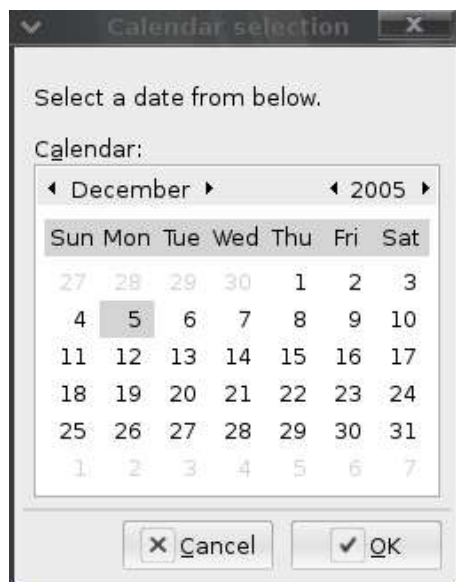 Calendar selection
Select a date from below.
Calendar:
December 2005
Sun Mon Tue Wed Thu Fri Sat
27 28 29 30 1 2 3
4 5 6 7 8 9 10
11 12 13 14 15 16 17
18 19 20 21 22 23 24
25 26 27 28 29 30 31
1 2 3 4 5 6 7
Cancel OK